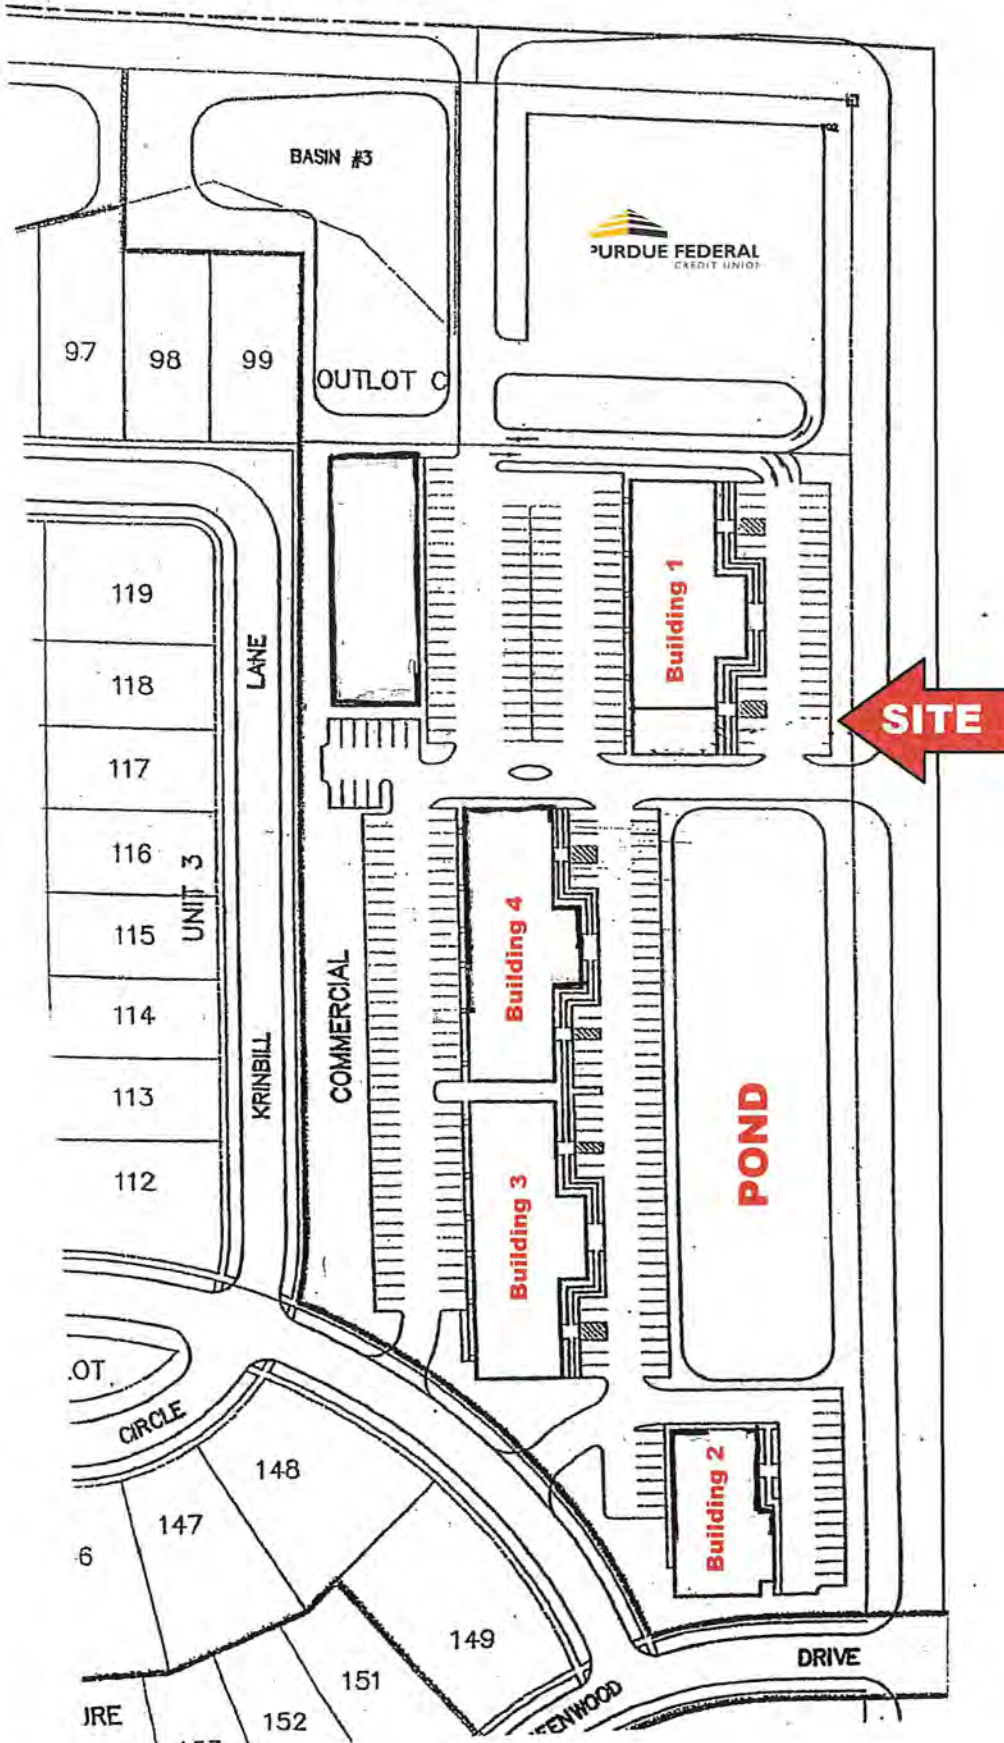 BASIN #3
PURDUE FEDERAL
CREDIT UNION
97
98
99
OUTLOT C
119
118
117
116
115
114
113
112
UNIT 3
LANE
KRINBILL
COMMERCIAL
Building 1
SITE
Building 4
Building 3
POND
Building 2
.OT
CIRCLE
148
147
6
149
151
152
JRE
EENWOOD
DRIVE